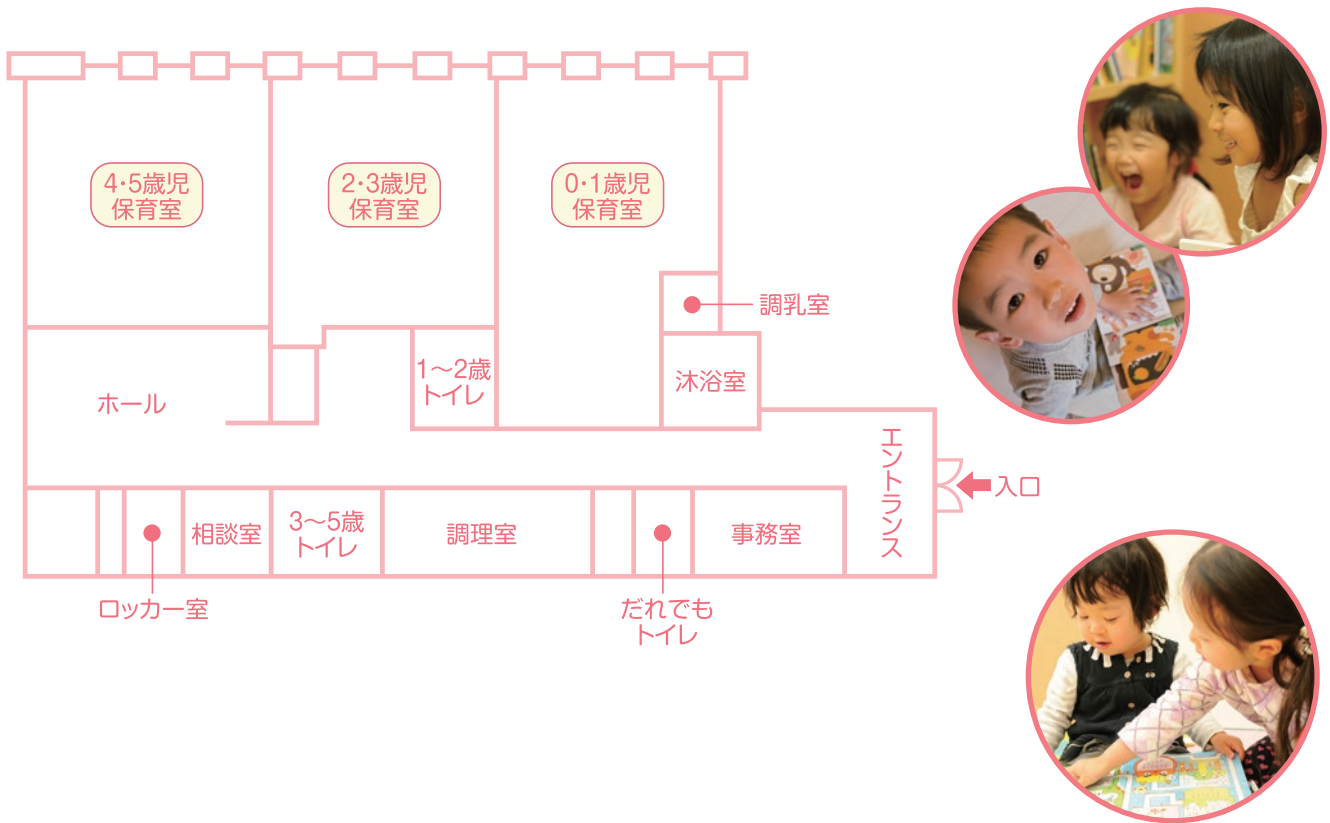 4・5歳児
保育室
2・3歳児
保育室
0・1歳児
保育室
調乳室
1～2歳
トイレ
沐浴室
ホール
エントランス
入口
相談室
3～5歳
トイレ
調理室
事務室
ロッカー室
だれでも
トイレ